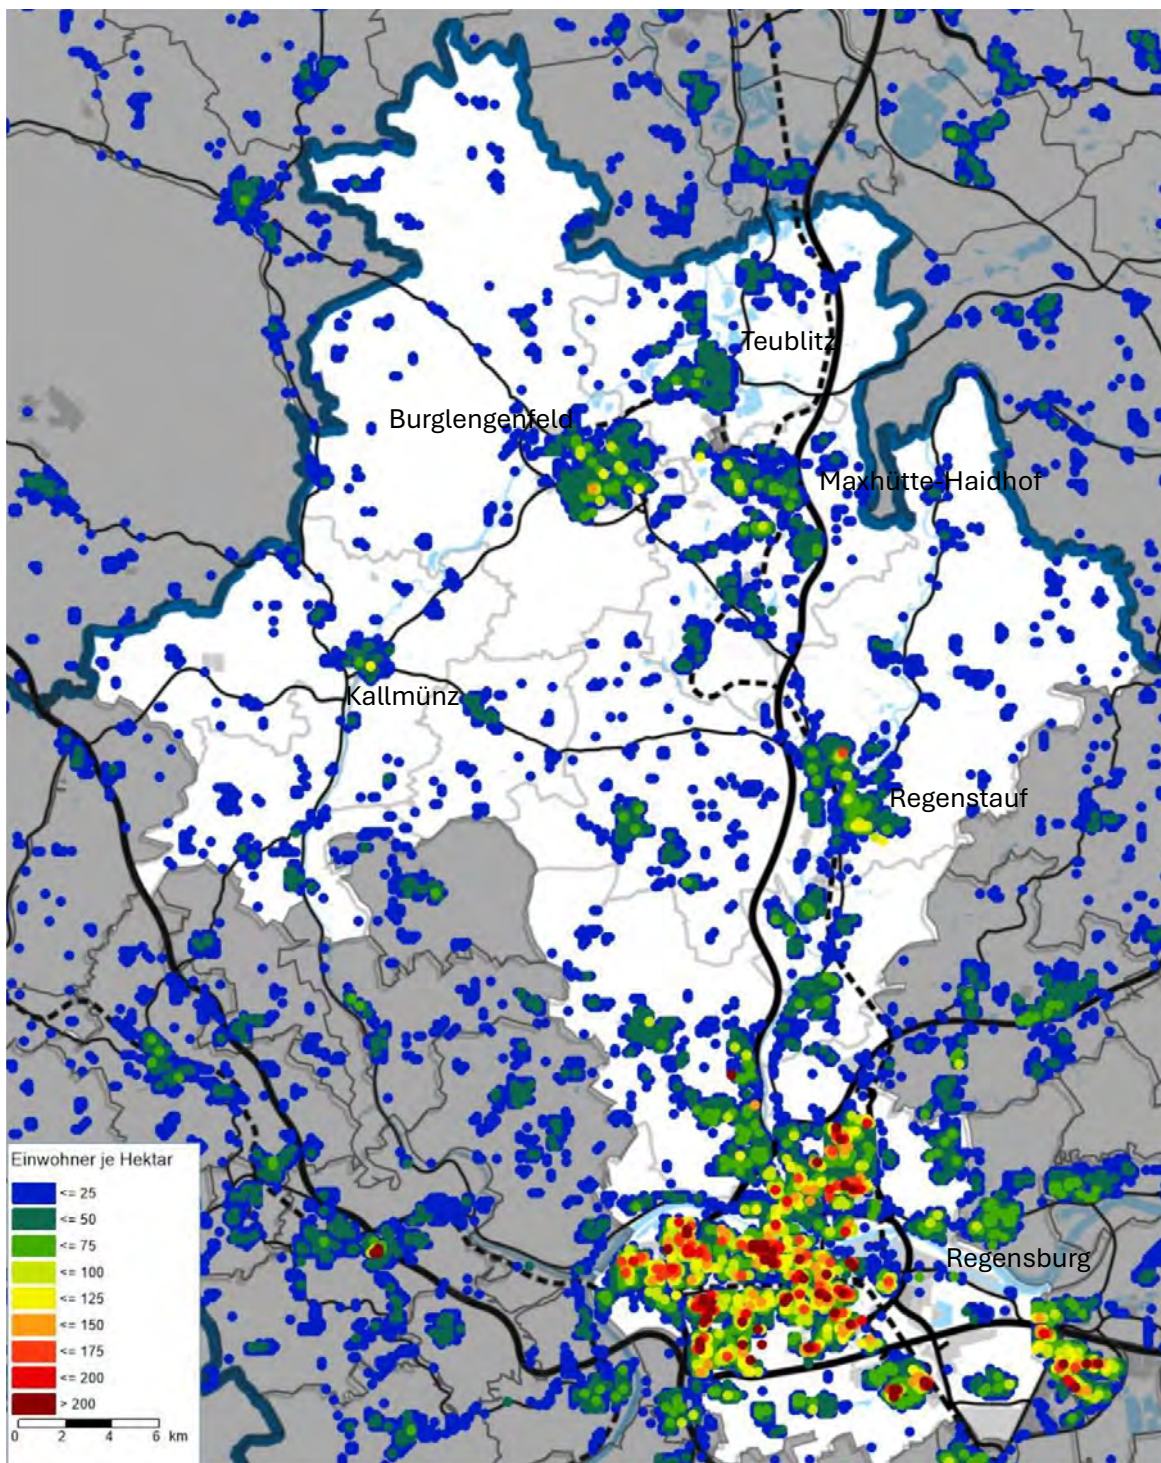 Teublitz
Burglengenfeld
Maxhütte-Haidhof
Kallmünz
Regenstauf
Einwohner je Hektar
<= 25
<= 50
<= 75
<= 100
<= 125
<= 150
<= 175
<= 200
> 200
0 2 4 6 km
Regensburg